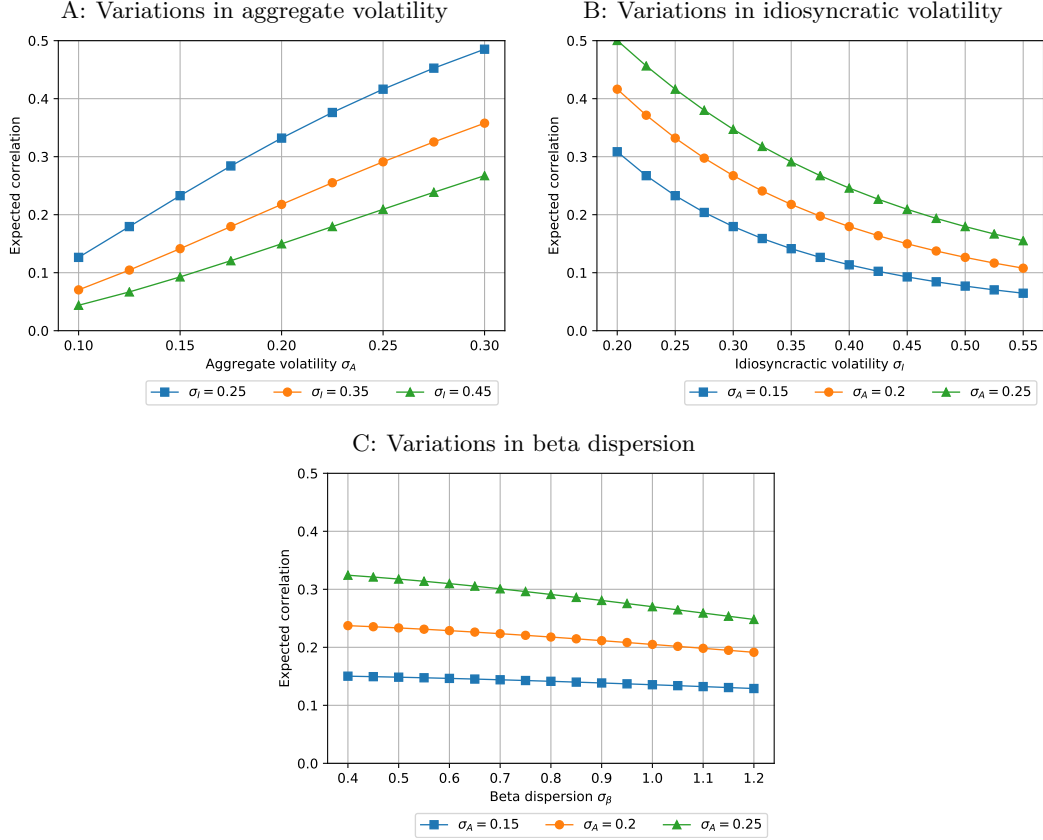 A: Variations in aggregate volatility
0.5
0.4
0.3
0.2
0.1
0.0
Expected correlation
0.10 0.15 0.20 0.25 0.30
Aggregate volatility σ_A
σ_I = 0.25 σ_I = 0.35 σ_I = 0.45
B: Variations in idiosyncratic volatility
0.5
0.4
0.3
0.2
0.1
0.0
Expected correlation
0.20 0.25 0.30 0.35 0.40 0.45 0.50 0.55
Idiosyncractic volatility σ_I
σ_A = 0.15 σ_A = 0.2 σ_A = 0.25
C: Variations in beta dispersion
0.5
0.4
0.3
0.2
0.1
0.0
Expected correlation
0.4 0.5 0.6 0.7 0.8 0.9 1.0 1.1 1.2
Beta dispersion σ_β
σ_A = 0.15 σ_A = 0.2 σ_A = 0.25